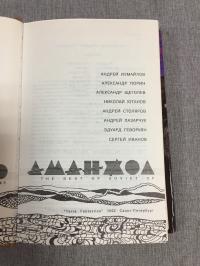 АНДРЕЙ ИЗМАЙЛОВ
АЛЕКСАНДР ТЮРИН
АЛЕКСАНДР ЩЕГОЛЕВ
НИКОЛАЙ ЮТАНОВ
АНДРЕЙ СТОЛЯРОВ
АНДРЕЙ ЛАЗАРЧУК
ЭДУАРД ГЕВОРКЯН
СЕРГЕЙ ИВАНОВ
АМАНЖОЛ
THE BEST OF SOVIET SF
"Terra Fantastica" 1992 Санкт-Петербург